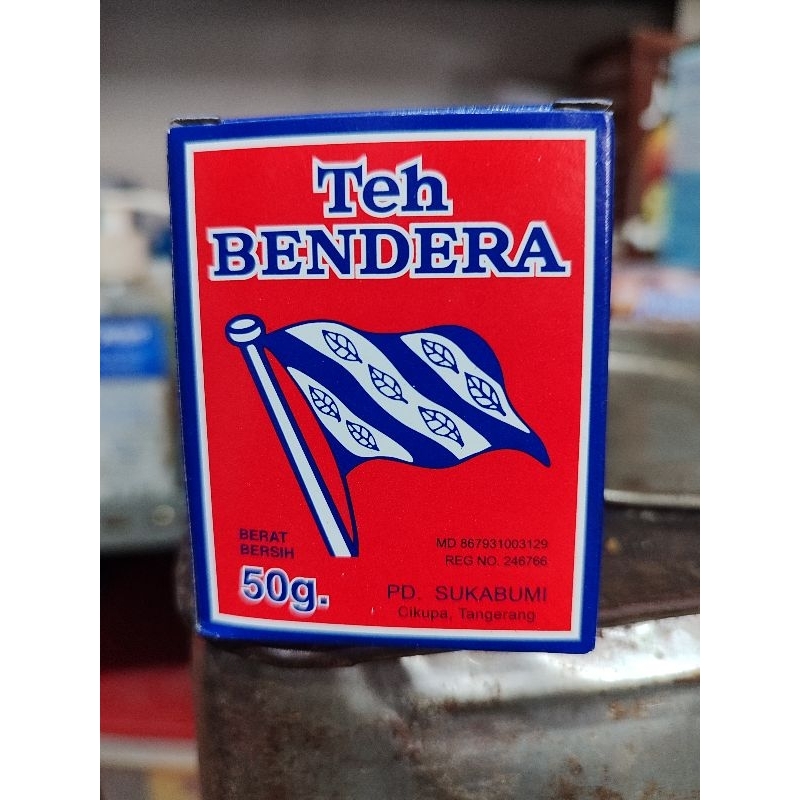 Teh
BENDERA
BERAT
BERSIH
50g.
MD 867931003129
REG NO. 246766
PD. SUKABUMI
Cikupa, Tangerang